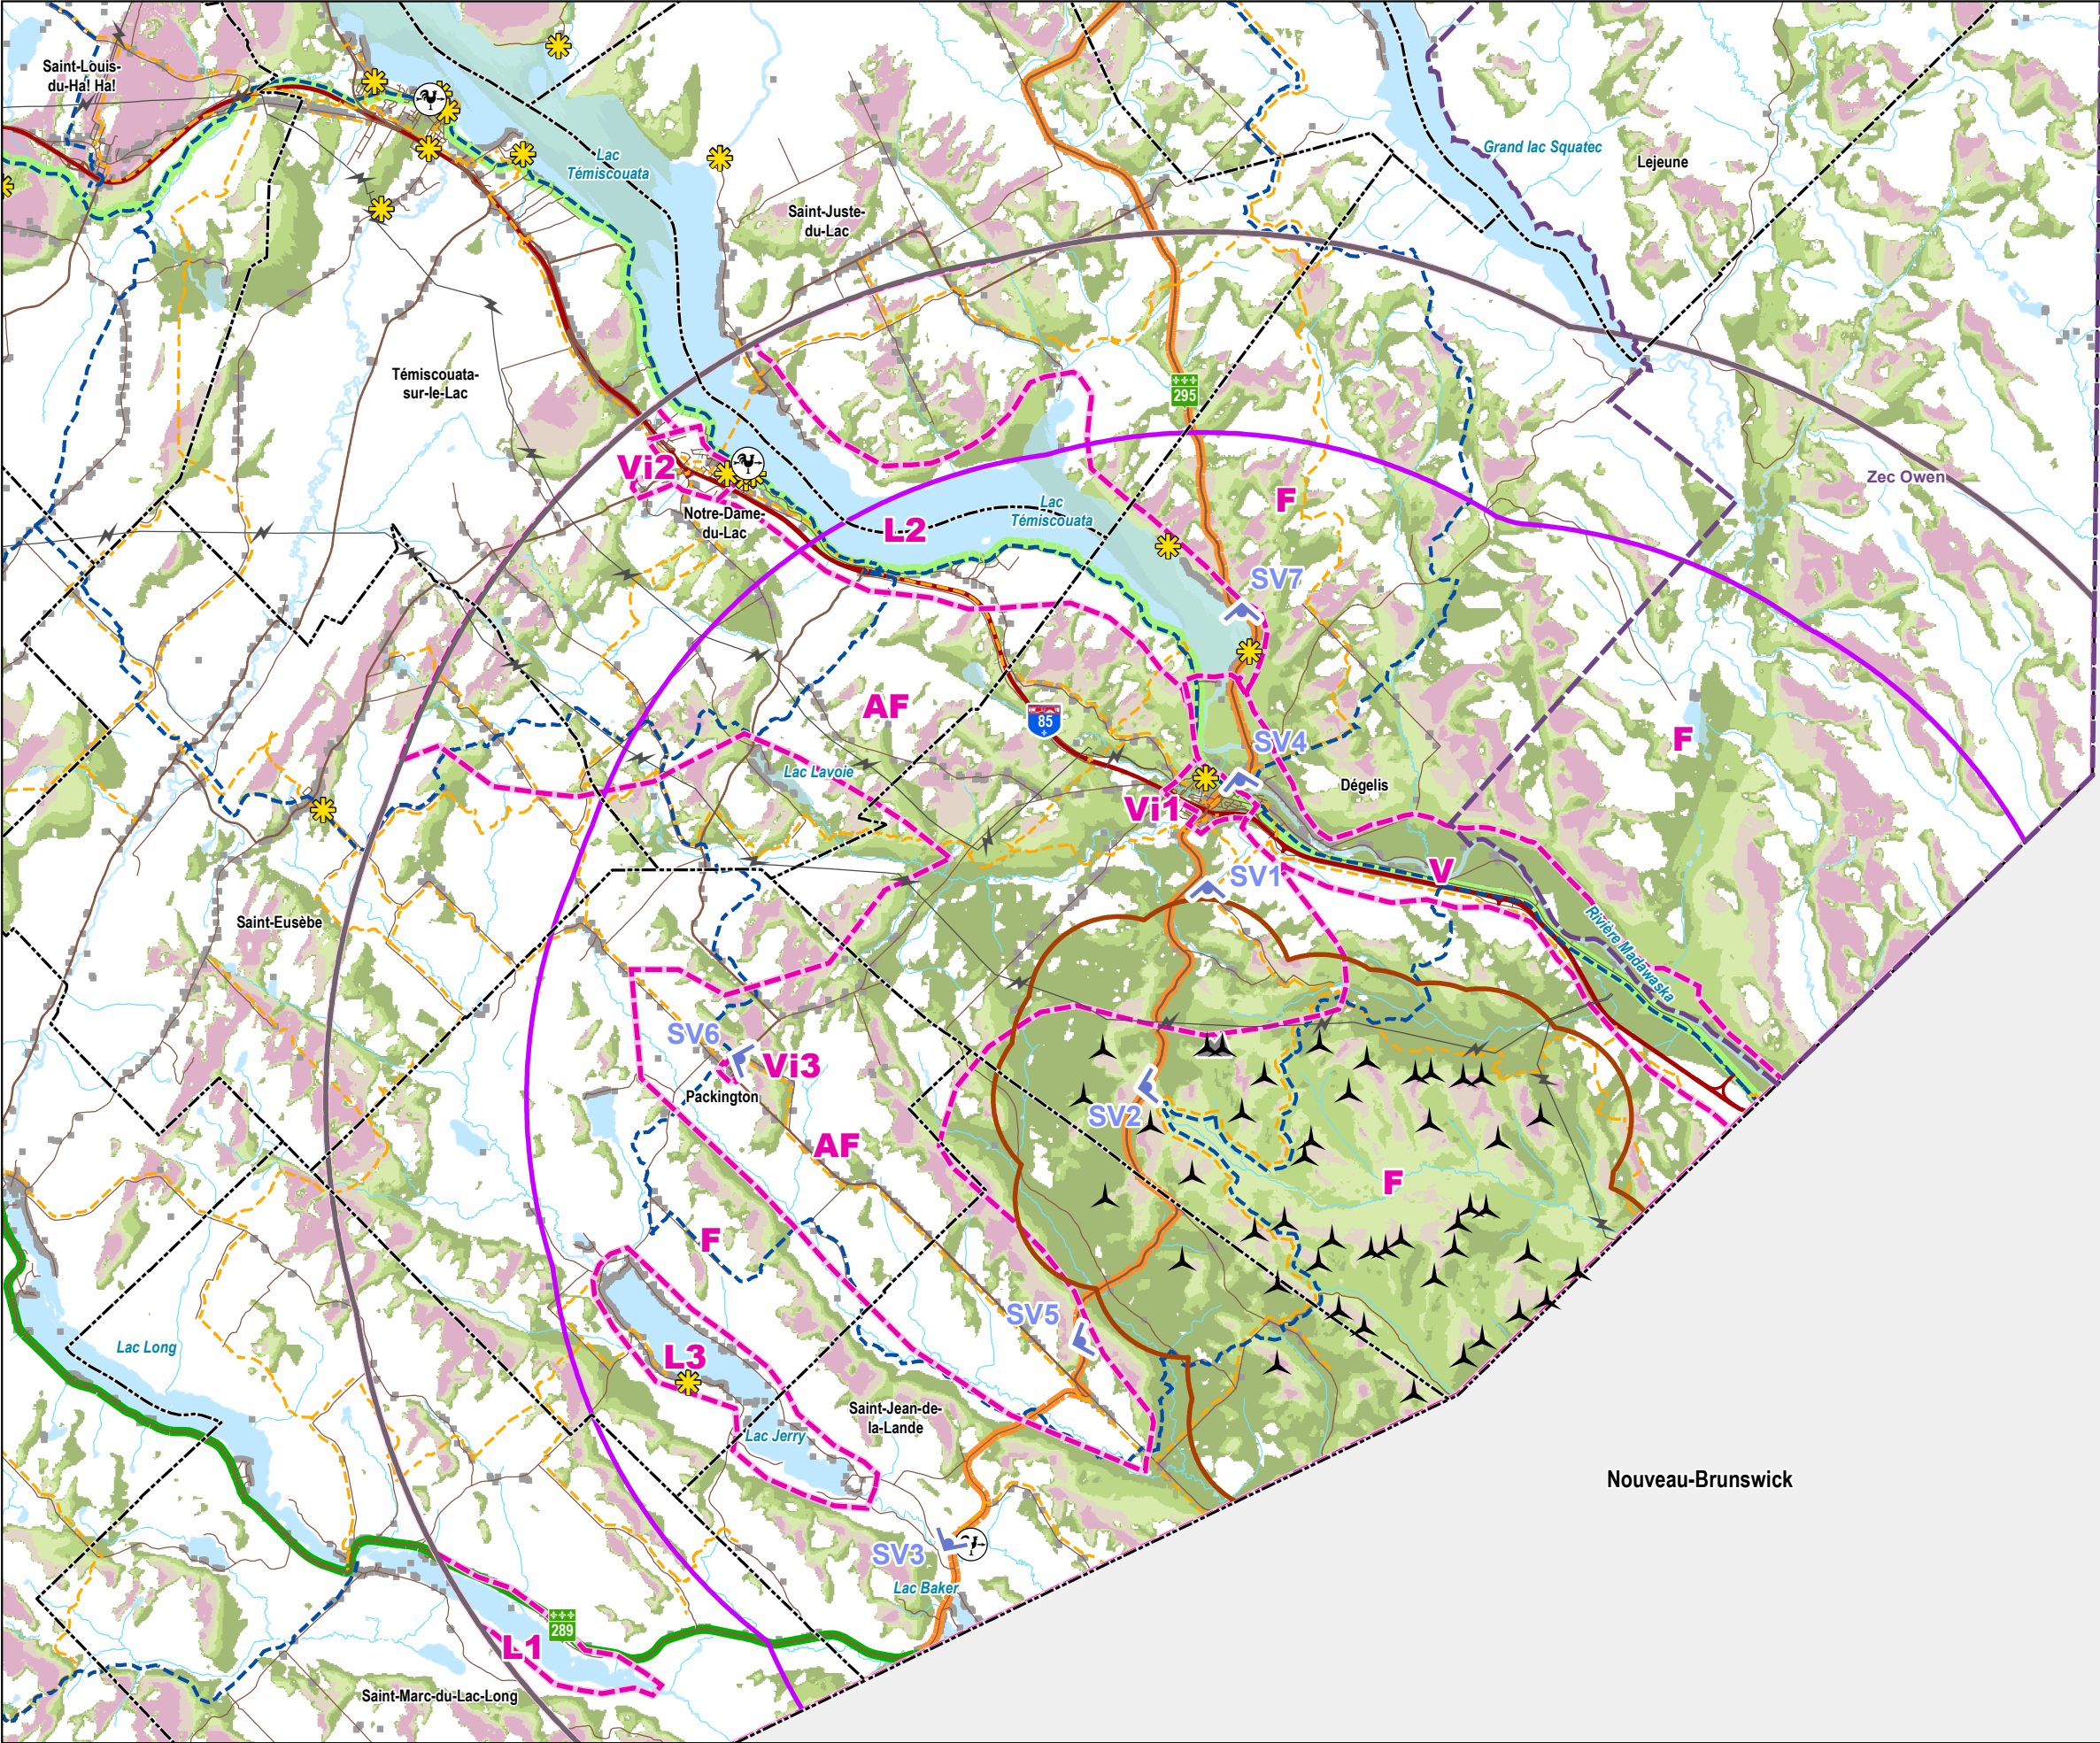 Saint-Louis-
du-Ha! Ha!
Lac
Témiscouata
Grand lac Squatec
Lejeune
Saint-Juste-
du-Lac
Témiscouata-
sur-le-Lac
295
Vi2
Zec Owen
Notre-Dame-
du-Lac
L2
Lac
Témiscouata
F
SV7
AF
85
F
SV4
Lac Lavoie
Dégelis
Vi1
V
SV1
Saint-Eusèbe
Rivière Madawaska
SV6
Vi3
Packington
SV2
AF
F
F
SV5
Lac Long
L3
Saint-Jean-de-
la-Lande
Lac Jerry
Nouveau-Brunswick
SV3
Lac Baker
289
L1
Saint-Marc-du-Lac-Long